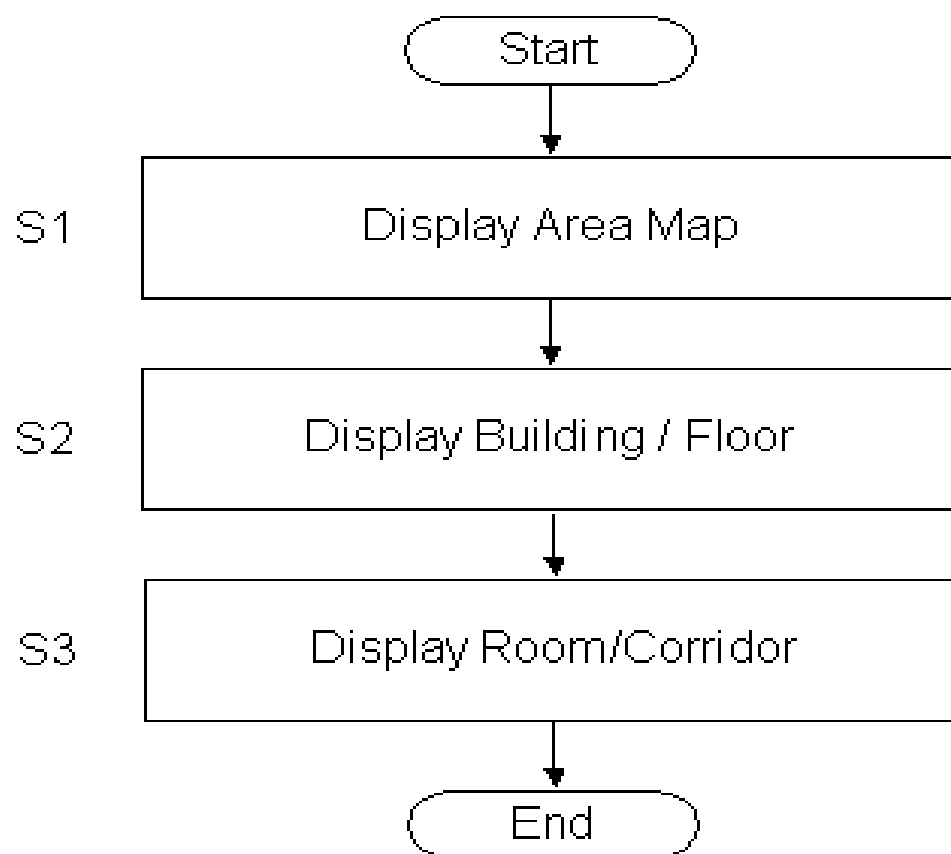 Start
S1 Display Area Map
S2 Display Building / Floor
S3 Display Room/Corridor
End